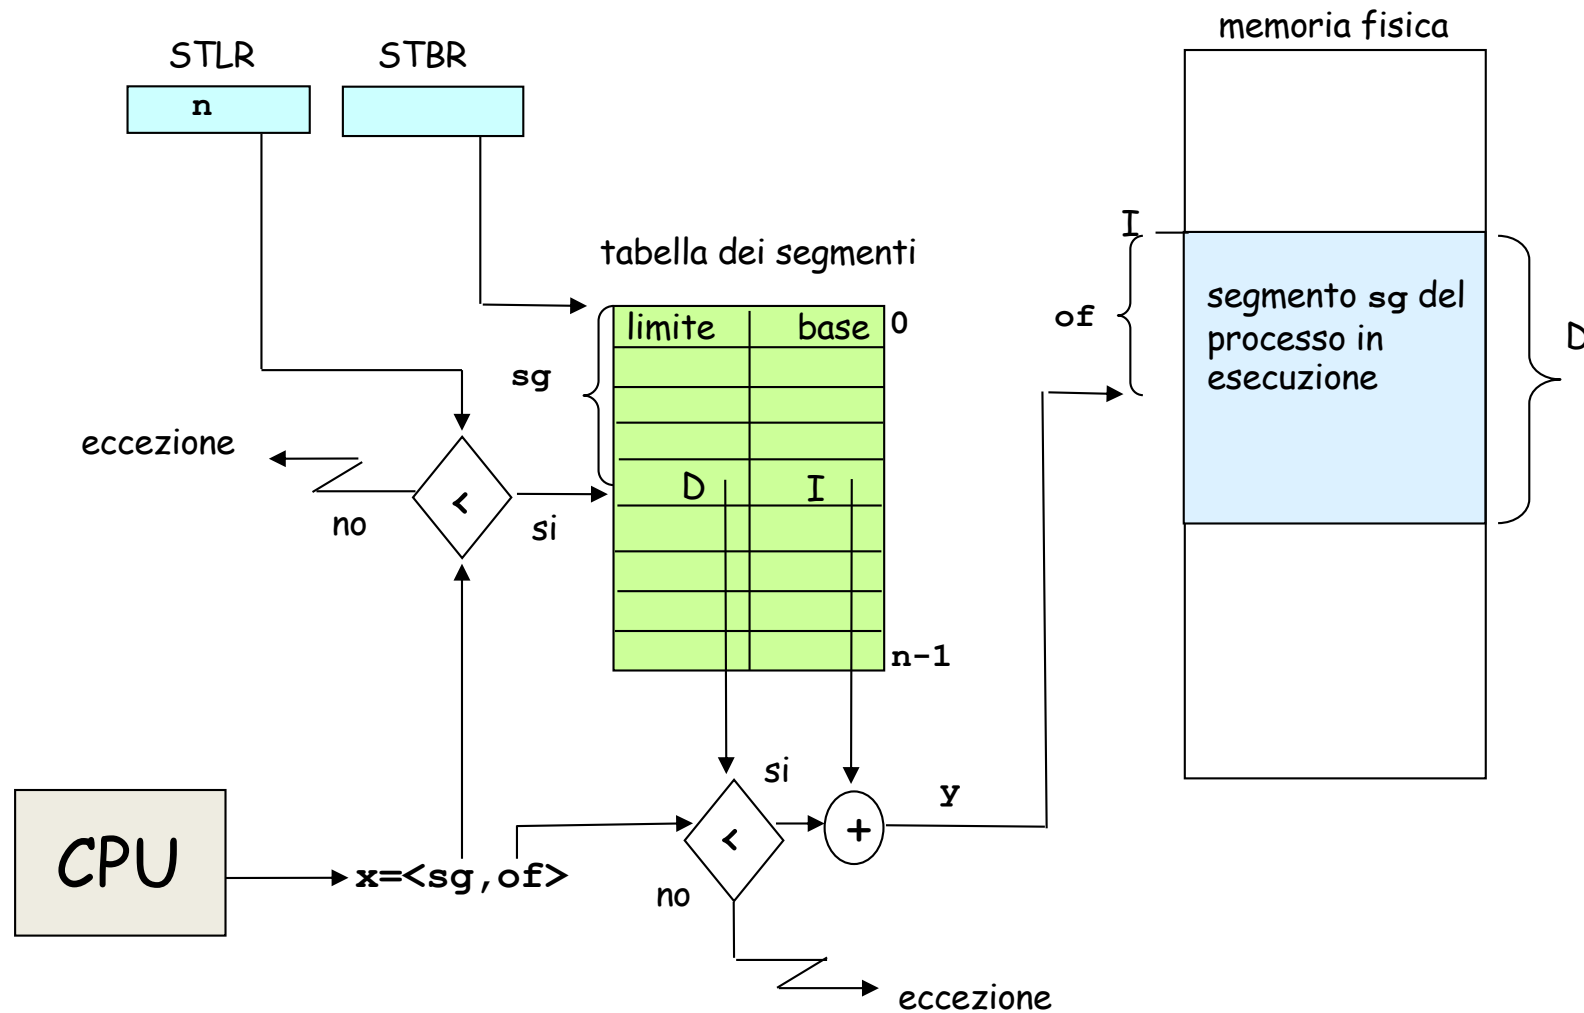 memoria fisica
STLR
STBR
n
I
tabella dei segmenti
segmento sg del
processo in
esecuzione
of
limite
base
0
D
sg
eccezione
<
D
I
no
si
n-1
si
y
CPU
<
+
x=<sg,of>
no
eccezione